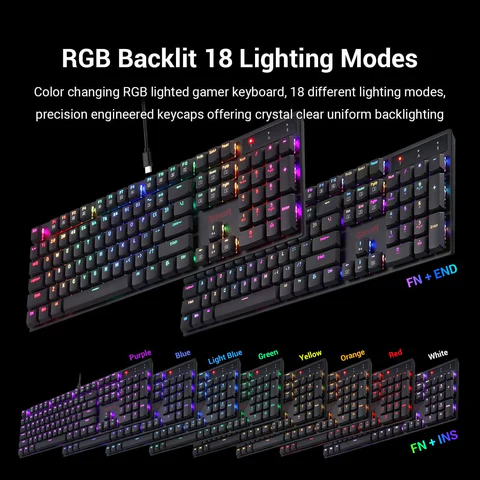 RGB Backlit 18 Lighting Modes
Color changing RGB lighted gamer keyboard, 18 different lighting modes,
precision engineered keycaps offering crystal clear uniform backlighting
FN + END
Purple
Blue
Light Blue
Green
Yellow
Orange
Red
White
FN + INS